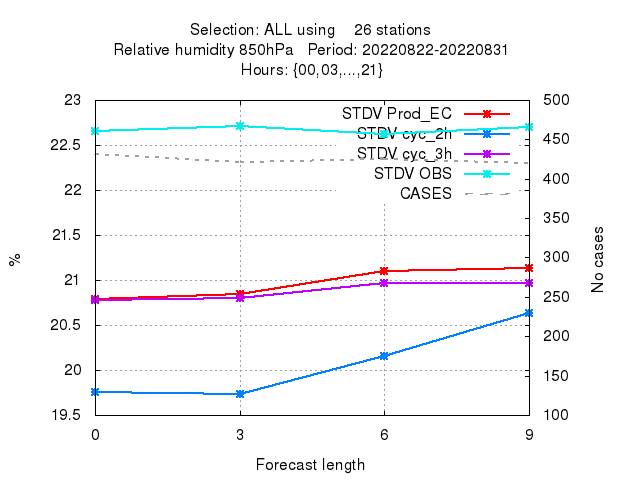 Selection: ALL using    26 stations
Relative humidity 850hPa   Period: 20220822-20220831
Hours: {00,03,...,21}
23
22.5
22
21.5
21
20.5
20
19.5
500
450
400
350
300
250
200
150
100
STDV Prod_EC
STDV cyc_2h
STDV cyc_3h
STDV OBS
CASES
%
No cases
0 3 6 9
Forecast length